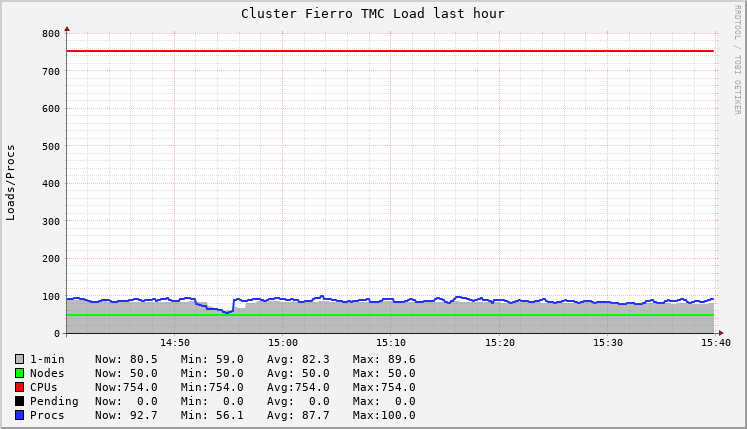 Cluster Fierro TMC Load last hour
RRDTOOL / TOBI OETIKER
Loads/Procs
800
700
600
500
400
300
200
100
0
14:50 15:00 15:10 15:20 15:30 15:40
1-min Now: 80.5 Min: 59.0 Avg: 82.3 Max: 89.6
Nodes Now: 50.0 Min: 50.0 Avg: 50.0 Max: 50.0
CPUs Now:754.0 Min:754.0 Avg:754.0 Max:754.0
Pending Now: 0.0 Min: 0.0 Avg: 0.0 Max: 0.0
Procs Now: 92.7 Min: 56.1 Avg: 87.7 Max:100.0